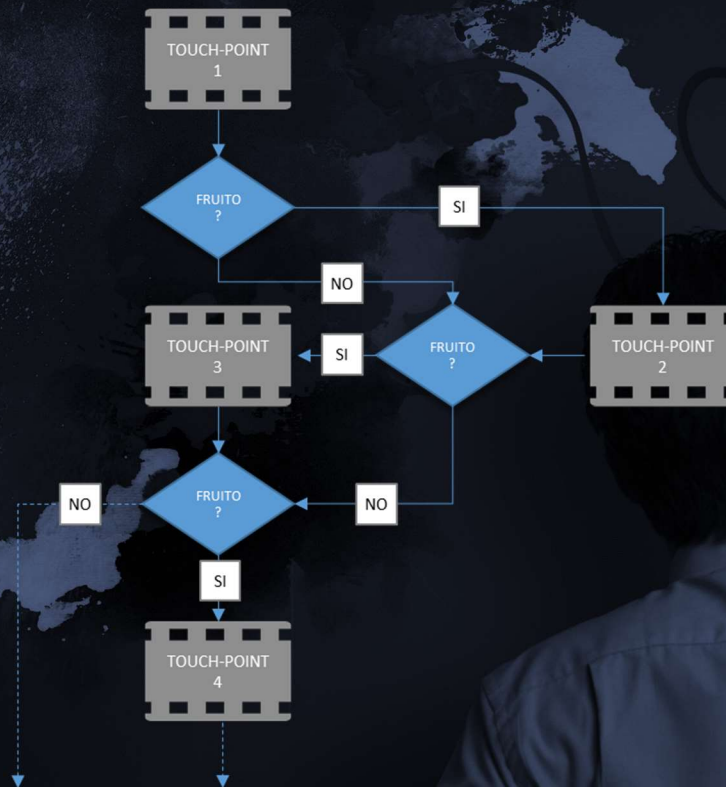 TOUCH-POINT
1
FRUITO
?
SI
NO
TOUCH-POINT
3
SI
FRUITO
?
TOUCH-POINT
2
NO
FRUITO
?
NO
SI
TOUCH-POINT
4